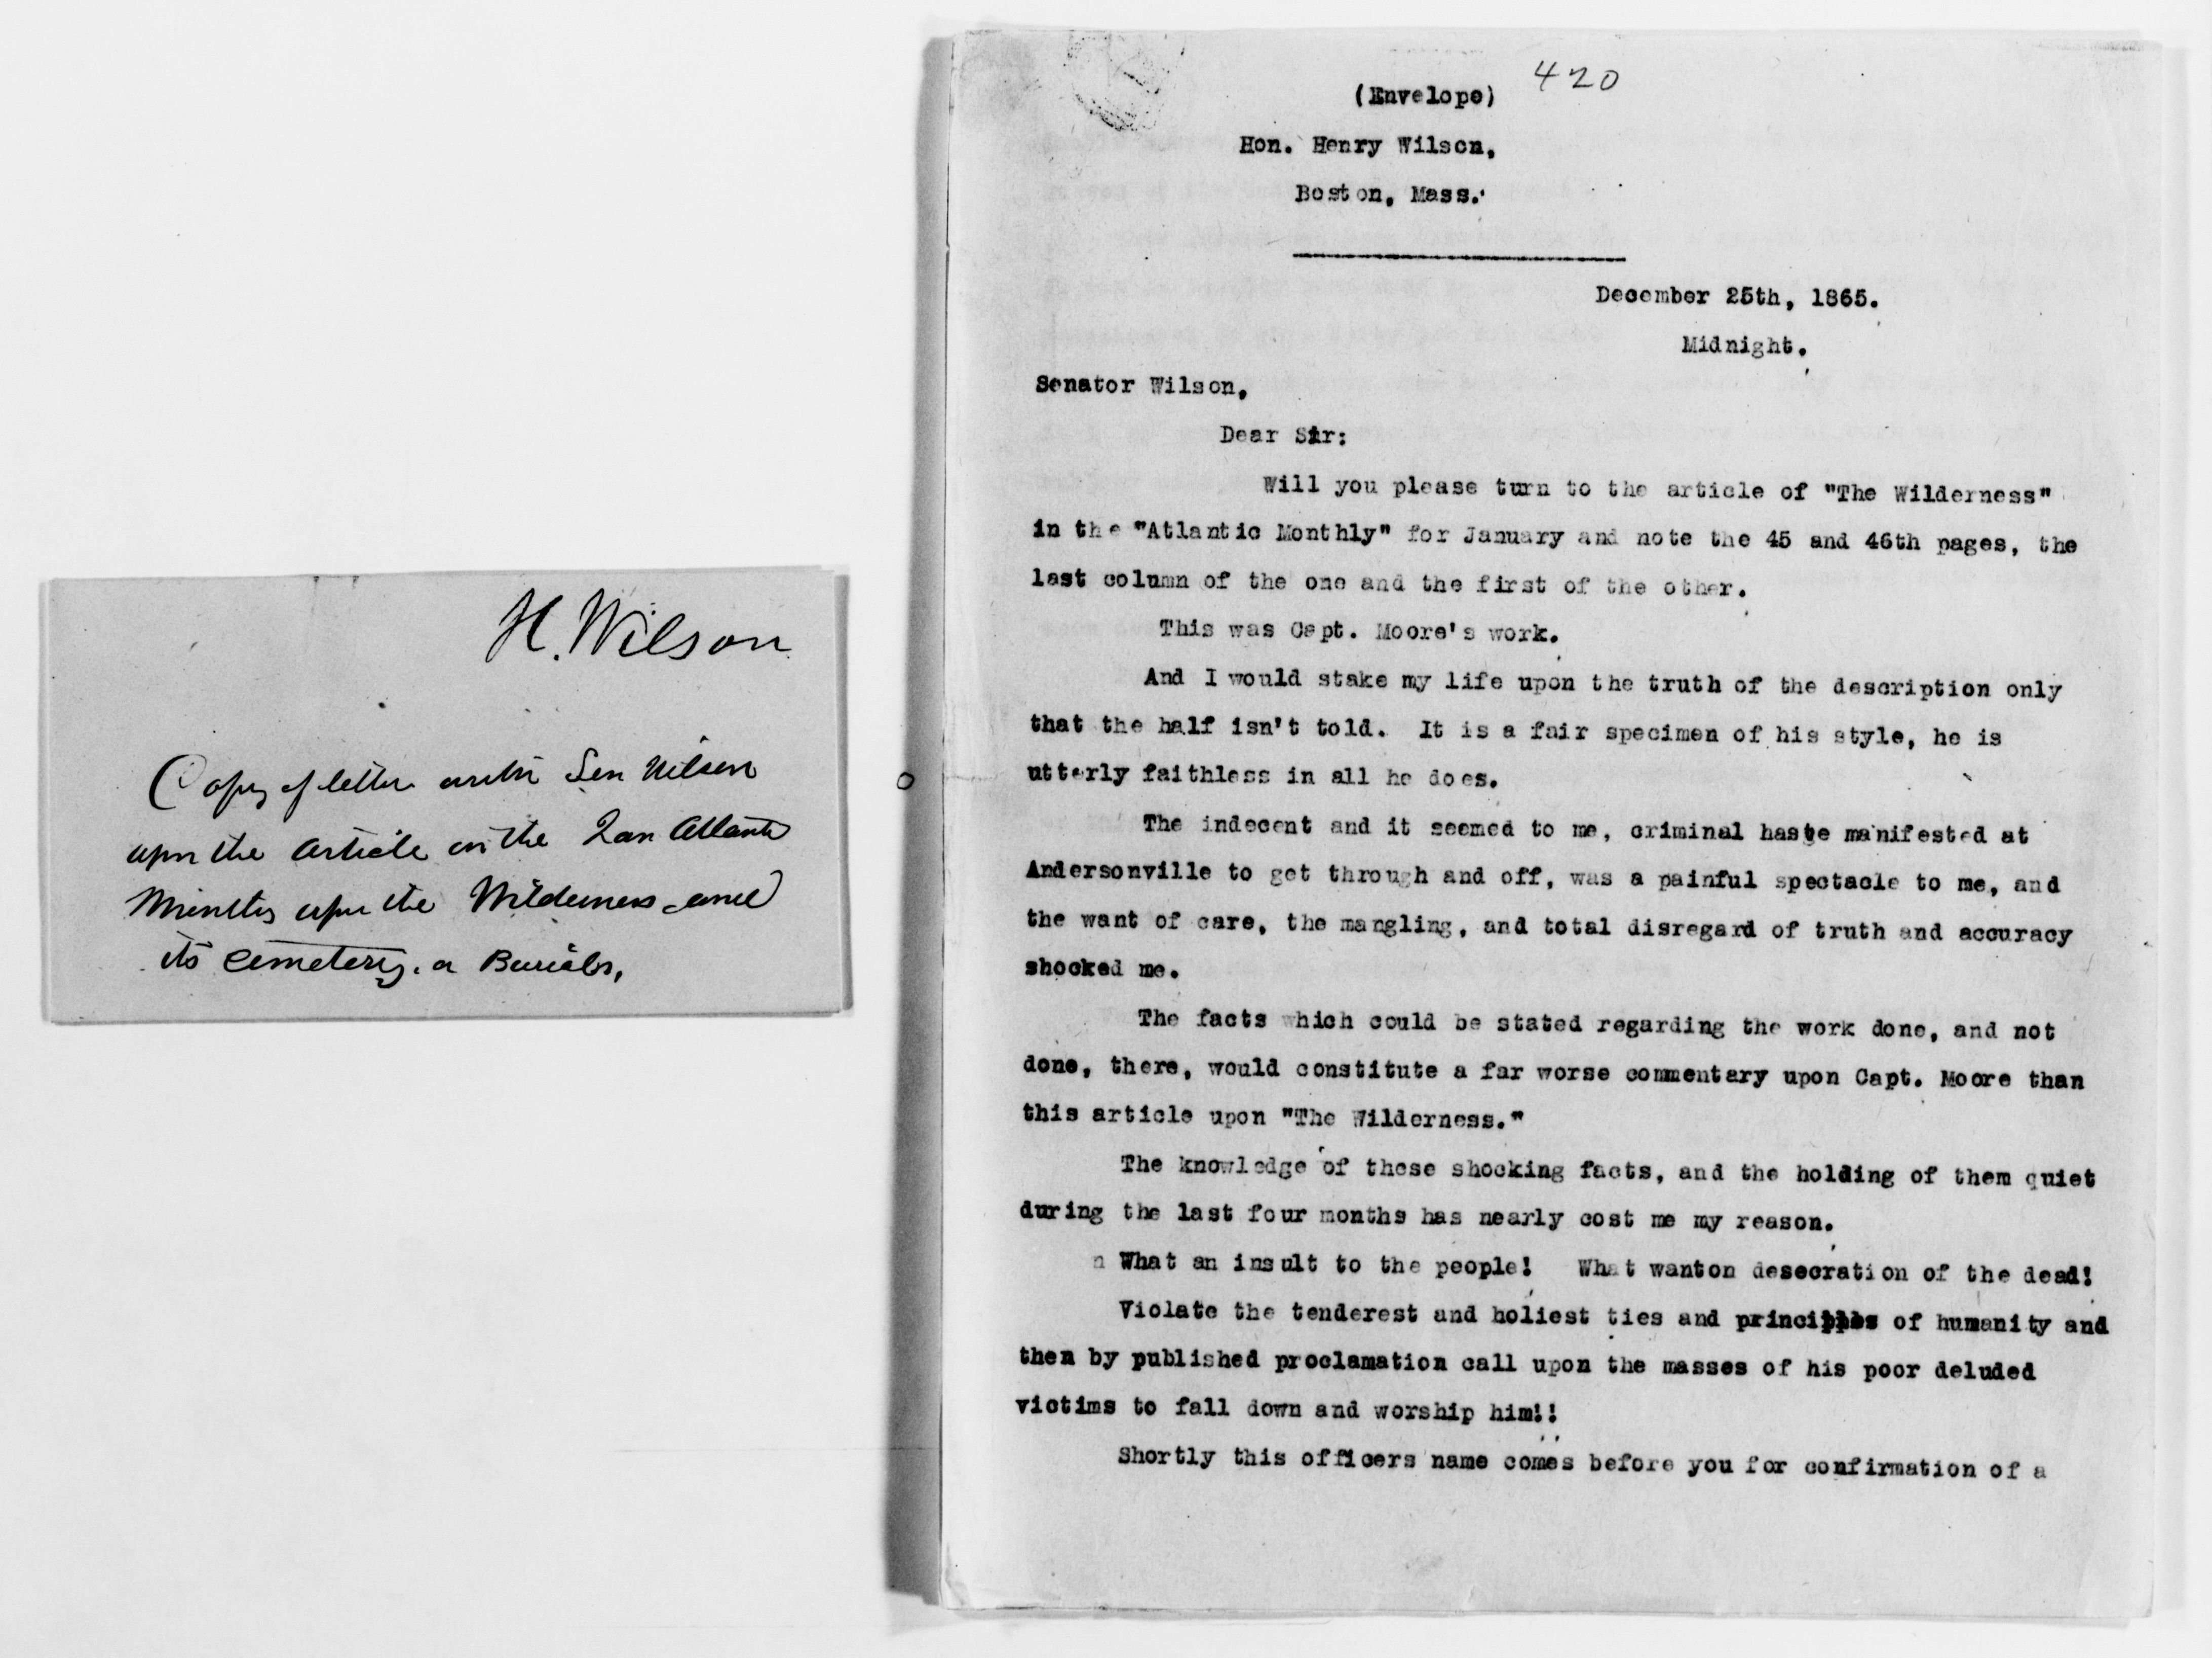 H. Wilson
Copy of letter Sen Wilson
upon the Article in the Jan Atlantic
upon the Wilderness and
its Cemetery. or Burials,
420
(Envelope)
Hon. Henry Wilson,
Boston, Mass.
December 25th, 1865.
Midnight.
Senator Wilson,
Dear Sir:
Will you please turn to the article of "The Wilderness"
in the "Atlantic Monthly" for January and note the 45 and 46th pages, the
last column of the one and the first of the other.
This was Capt. Moore's work.
And I would stake my life upon the truth of the description only
that the half isn't told. It is a fair specimen of his style, he is
utterly faithless in all he does.
The indecent and it seemed to me, criminal haste manifested at
Andersonville to get through and off, was a painful spectacle to me, and
the want of care, the mangling, and total disregard of truth and accuracy
shocked me.
The facts which could be stated regarding the work done, and not
done, there, would constitute a far worse commentary upon Capt. Moore than
this article upon "The Wilderness."
The knowledge of these shocking facts, and the holding of them quiet
during the last four months has nearly cost me my reason.
n What an insult to the people! What wanton desecration of the dead!
Violate the tenderest and holiest ties and principles of humanity and
then by published proclamation call upon the masses of his poor deluded
victims to fall down and worship him!!
Shortly this officers name comes before you for confirmation of a